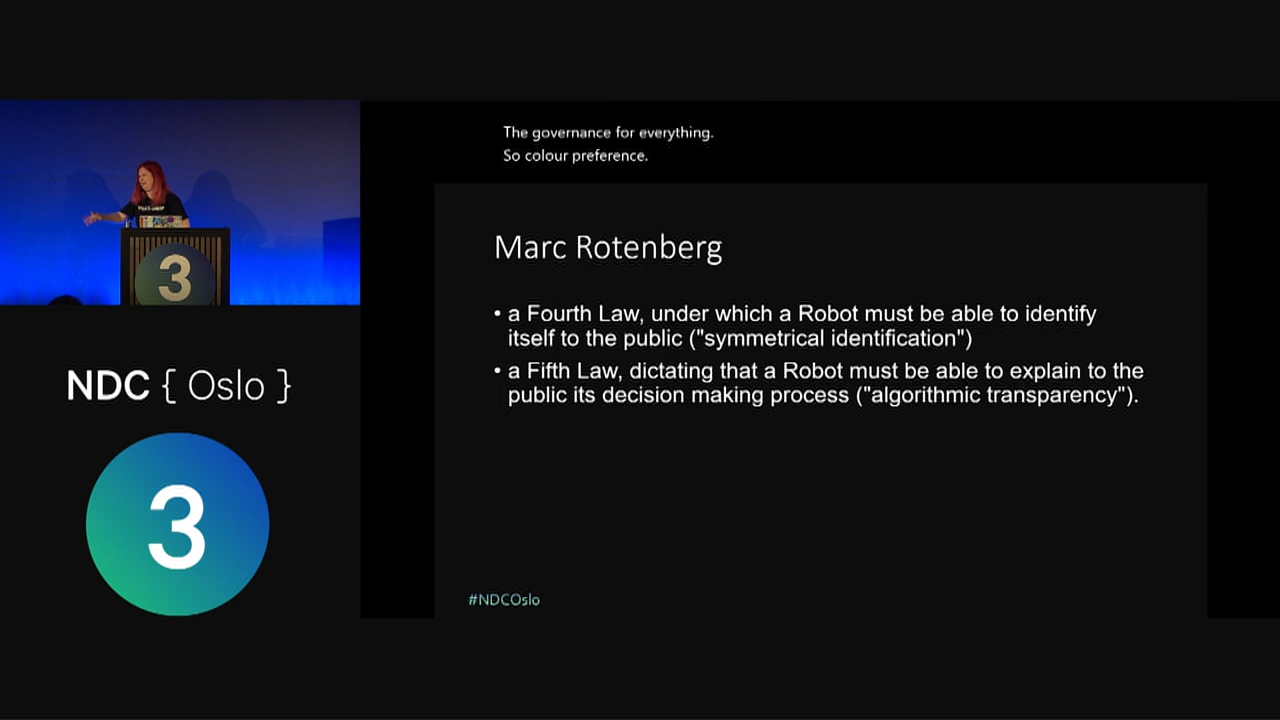 The governance for everything.
So colour preference.
Marc Rotenberg
• a Fourth Law, under which a Robot must be able to identify
itself to the public ("symmetrical identification")
• a Fifth Law, dictating that a Robot must be able to explain to the
public its decision making process ("algorithmic transparency").
#NDCOslo
3
NDC { Oslo }
3